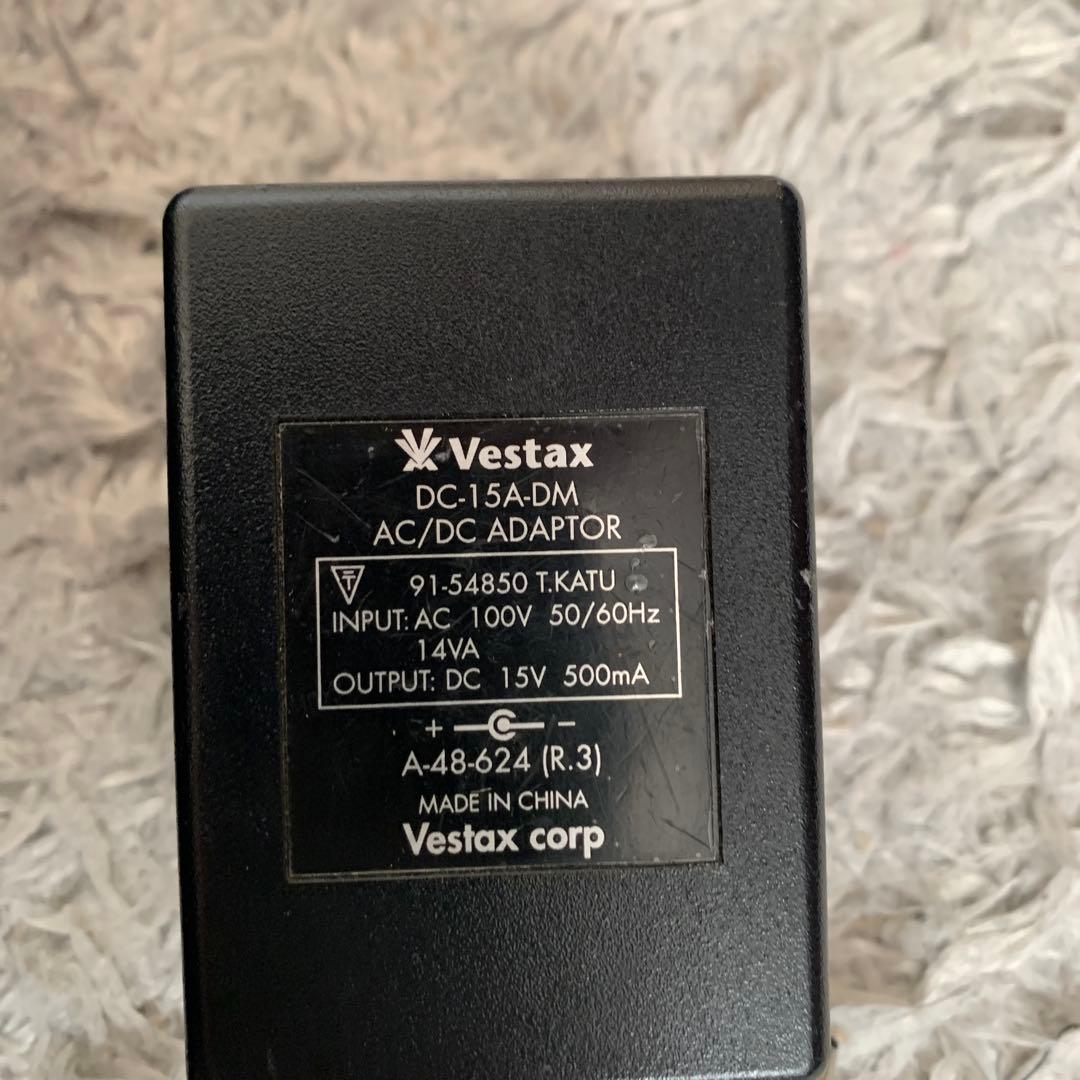 Vestax
DC-15A-DM
AC/DC ADAPTOR
91-54850 T.KATU
INPUT: AC 100V 50/60Hz
14VA
OUTPUT: DC 15V 500mA
+ −
A-48-624 (R.3)
MADE IN CHINA
Vestax corp